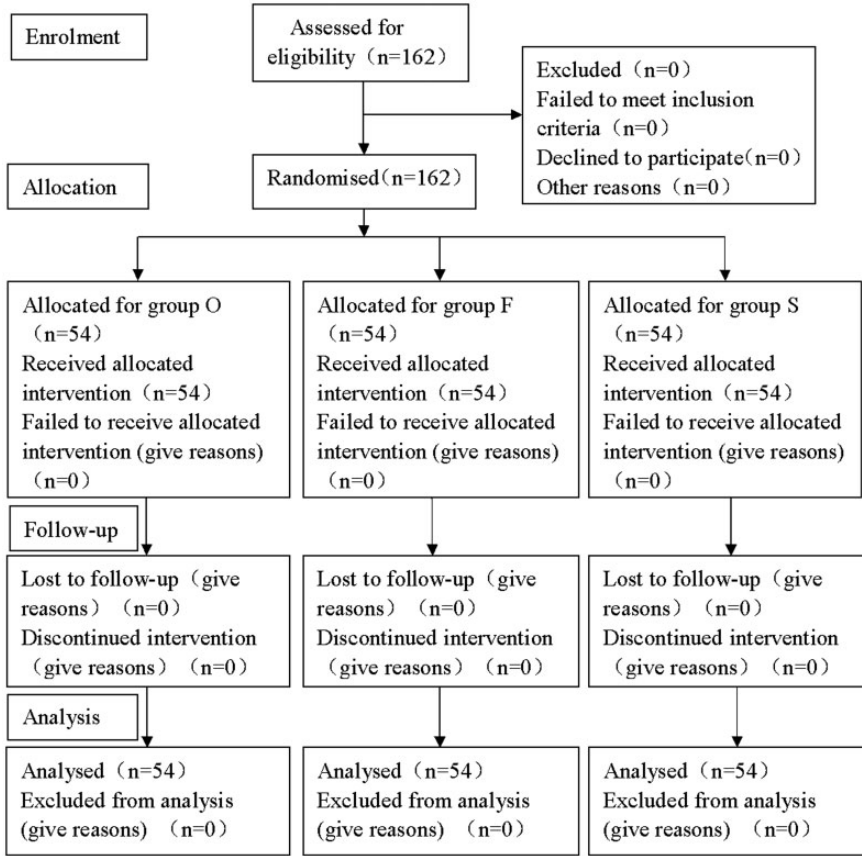 Enrolment
Assessed for
eligibility（n=162）
Excluded（n=0）
Failed to meet inclusion
criteria（n=0）
Declined to participate(n=0）
Other reasons（n=0）
Randomised(n=162）
Allocation
Allocated for group O
（n=54）
Received allocated
intervention（n=54）
Failed to receive allocated
intervention (give reasons)
（n=0）
Allocated for group F
（n=54）
Received allocated
intervention（n=54）
Failed to receive allocated
intervention (give reasons)
（n=0）
Allocated for group S
（n=54）
Received allocated
intervention（n=54）
Failed to receive allocated
intervention (give reasons)
（n=0）
Follow-up
Lost to follow-up（give
reasons）（n=0）
Discontinued intervention
（give reasons）（n=0）
Lost to follow-up（give
reasons）（n=0）
Discontinued intervention
（give reasons）（n=0）
Lost to follow-up（give
reasons）（n=0）
Discontinued intervention
（give reasons）（n=0）
Analysis
Analysed（n=54）
Excluded from analysis
(give reasons)（n=0）
Analysed（n=54）
Excluded from analysis
(give reasons)（n=0）
Analysed（n=54）
Excluded from analysis
(give reasons)（n=0）